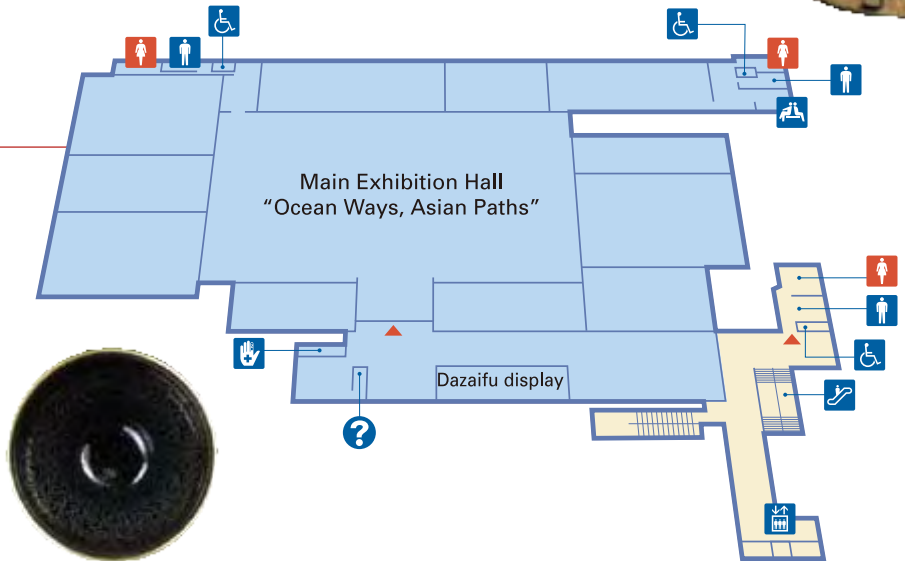 Main Exhibition Hall
“Ocean Ways, Asian Paths”
Dazaifu display
?